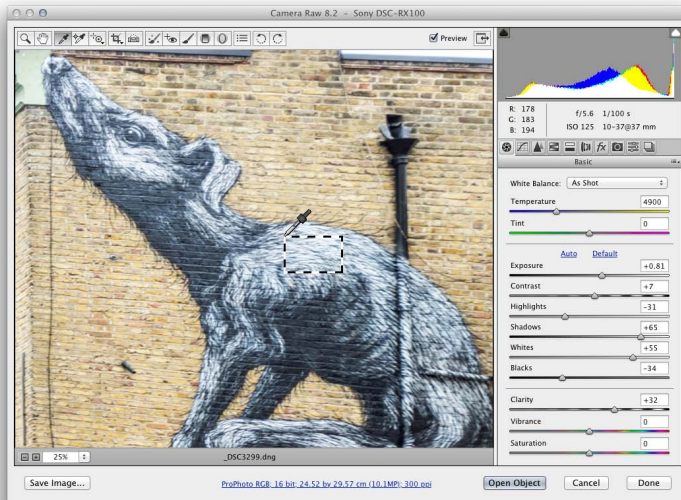 Camera Raw 8.2 – Sony DSC-RX100
Preview
R: 178
G: 183
B: 194
f/5.6 1/100 s
ISO 125 10-37@37 mm
fx
Basic
White Balance: As Shot
Temperature 4900
Tint 0
Auto Default
Exposure +0.81
Contrast +7
Highlights -31
Shadows +65
Whites +55
Blacks -34
Clarity +32
Vibrance 0
Saturation 0
25% _DSC3299.dng
Save Image... ProPhoto RGB; 16 bit; 24.52 by 29.57 cm (10.1MP); 300 ppi Open Object Cancel Done